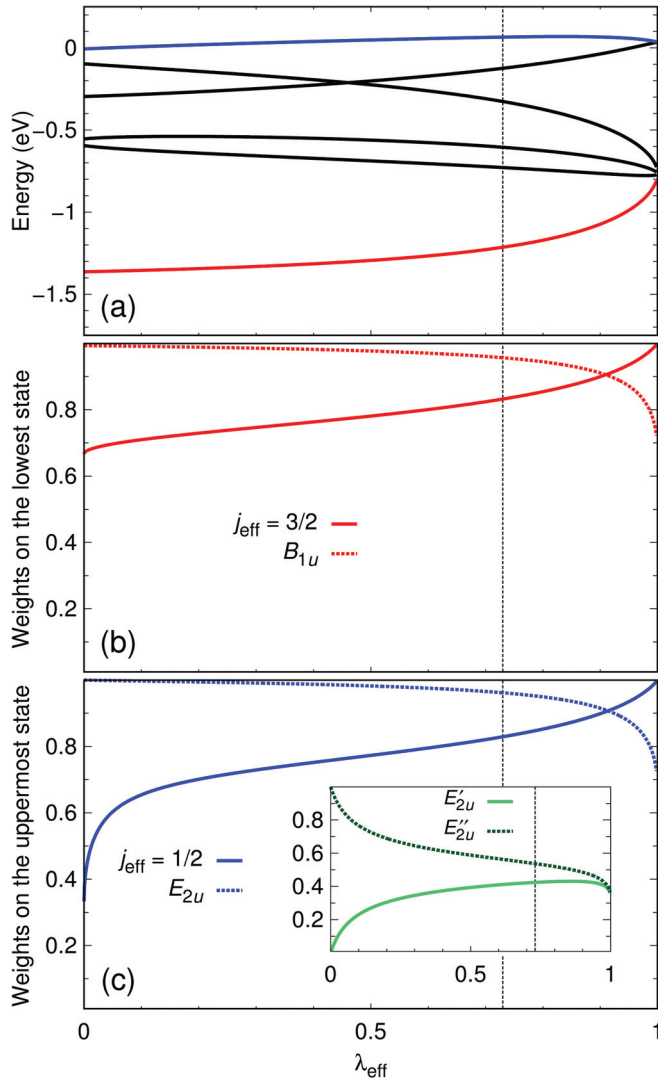 0
−0.5
−1
−1.5
Energy (eV)
(a)
0.8
0.6
0.4
0.2
Weights on the lowest state
j_eff = 3/2
B_1u
(b)
0.8
0.6
0.4
0.2
Weights on the uppermost state
j_eff = 1/2
E_2u
(c)
E′_2u
E″_2u
0.8
0.6
0.4
0.2
0 0.5 1
0 0.5 1
λ_eff